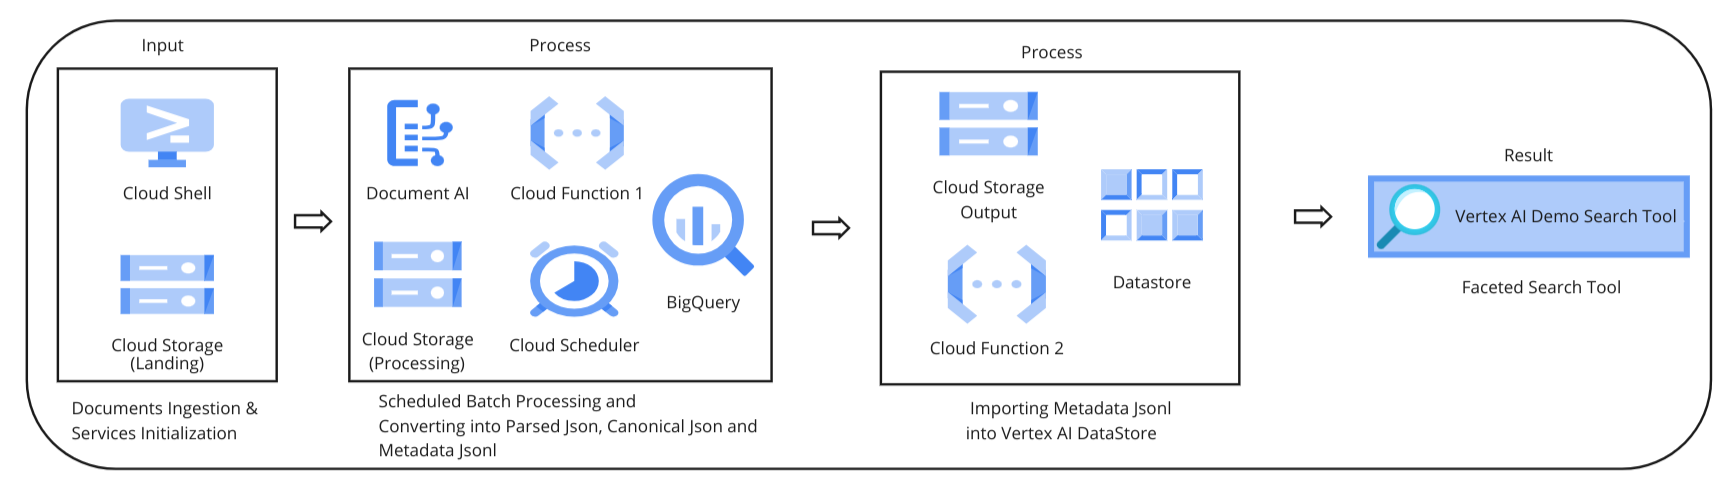 Input
Cloud Shell
Cloud Storage
(Landing)
Documents Ingestion &
Services Initialization
Process
Document AI
Cloud Function 1
Cloud Storage
(Processing)
Cloud Scheduler
BigQuery
Scheduled Batch Processing and
Converting into Parsed Json, Canonical Json and
Metadata Jsonl
Process
Cloud Storage
Output
Datastore
Cloud Function 2
Importing Metadata Jsonl
into Vertex AI DataStore
Result
Vertex AI Demo Search Tool
Faceted Search Tool